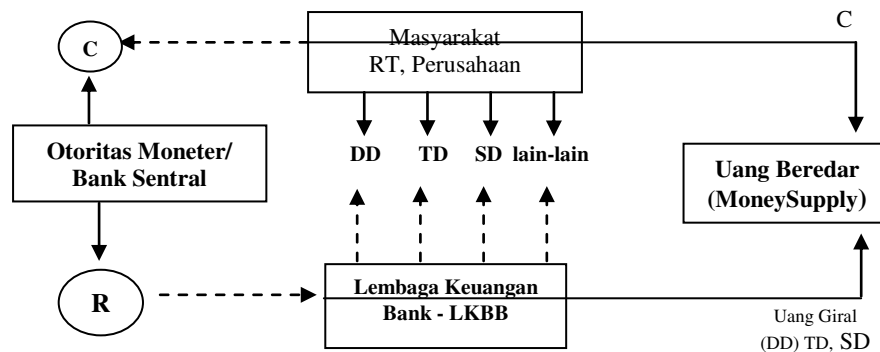 C
C
Masyarakat
RT, Perusahaan
Otoritas Moneter/
Bank Sentral
DD TD SD lain-lain
Uang Beredar
(MoneySupply)
R
Lembaga Keuangan
Bank - LKBB
Uang Giral
(DD) TD, SD